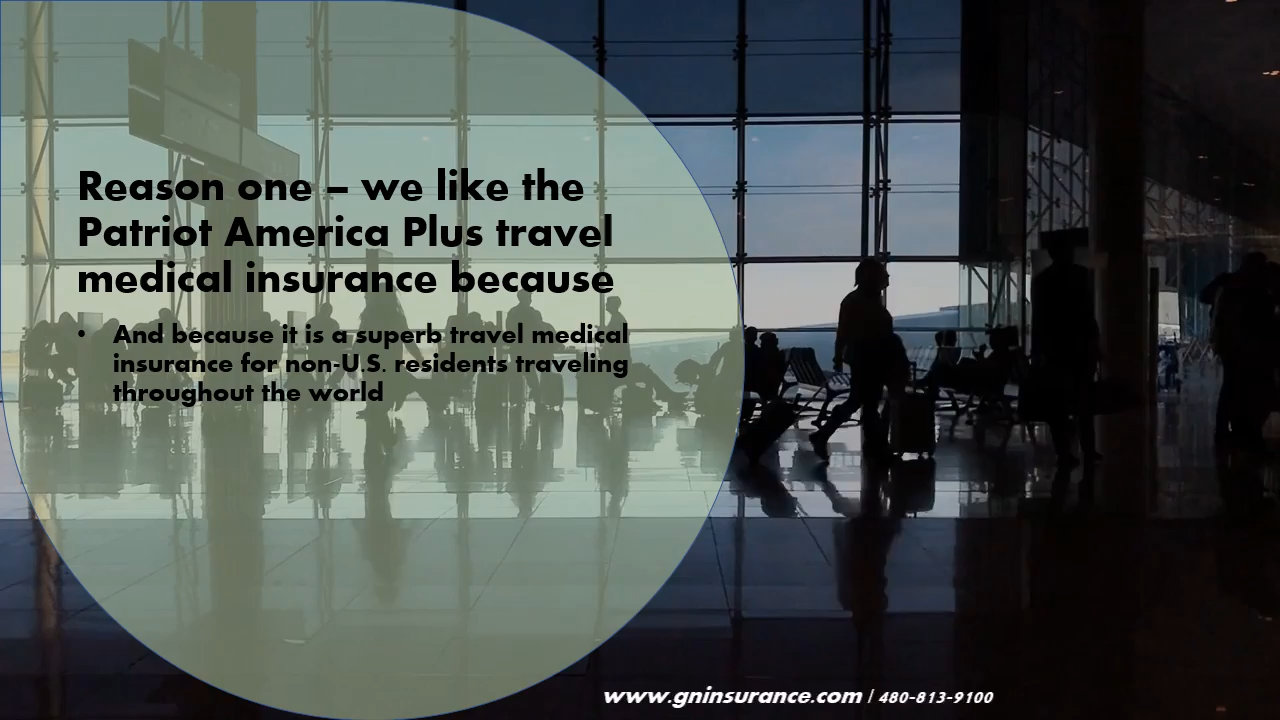 Reason one – we like the
Patriot America Plus travel
medical insurance because
• And because it is a superb travel medical
insurance for non-U.S. residents traveling
throughout the world
www.gninsurance.com | 480-813-9100